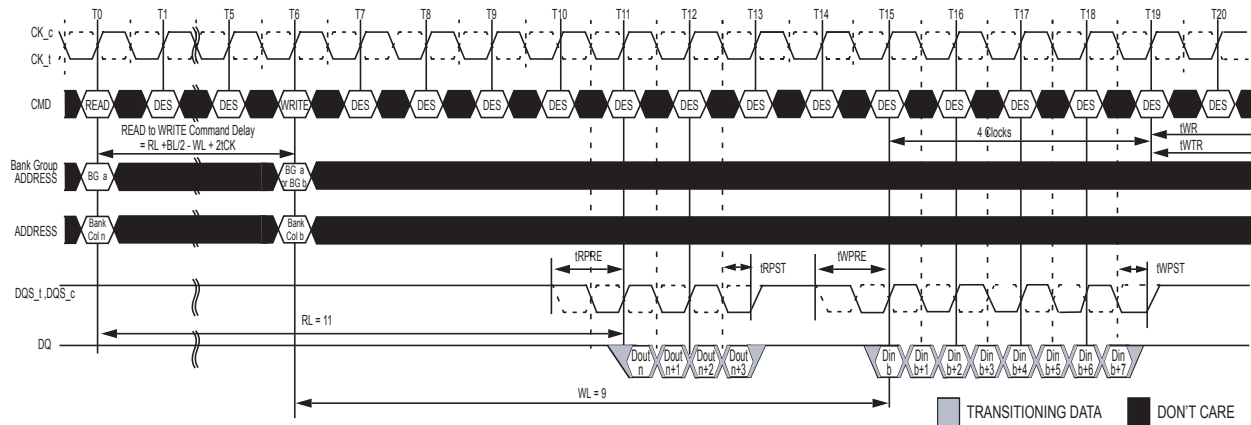 T0 T1 T5 T6 T7 T8 T9 T10 T11 T12 T13 T14 T15 T16 T17 T18 T19 T20
CK_c
CK_t
CMD READ DES DES WRITE DES DES DES DES DES DES DES DES DES DES DES DES DES DES
READ to WRITE Command Delay
= RL +BL/2 - WL + 2tCK
4 Clocks
tWR
tWTR
Bank Group
ADDRESS
BG a
BG a
or BG b
ADDRESS
Bank
Col n
Bank
Col b
tRPRE
tRPST
tWPRE
tWPST
DQS_t ,DQS_c
RL = 11
DQ
Dout
n
Dout
n+1
Dout
n+2
Dout
n+3
Din
b
Din
b+1
Din
b+2
Din
b+3
Din
b+4
Din
b+5
Din
b+6
Din
b+7
WL = 9
TRANSITIONING DATA
DON'T CARE